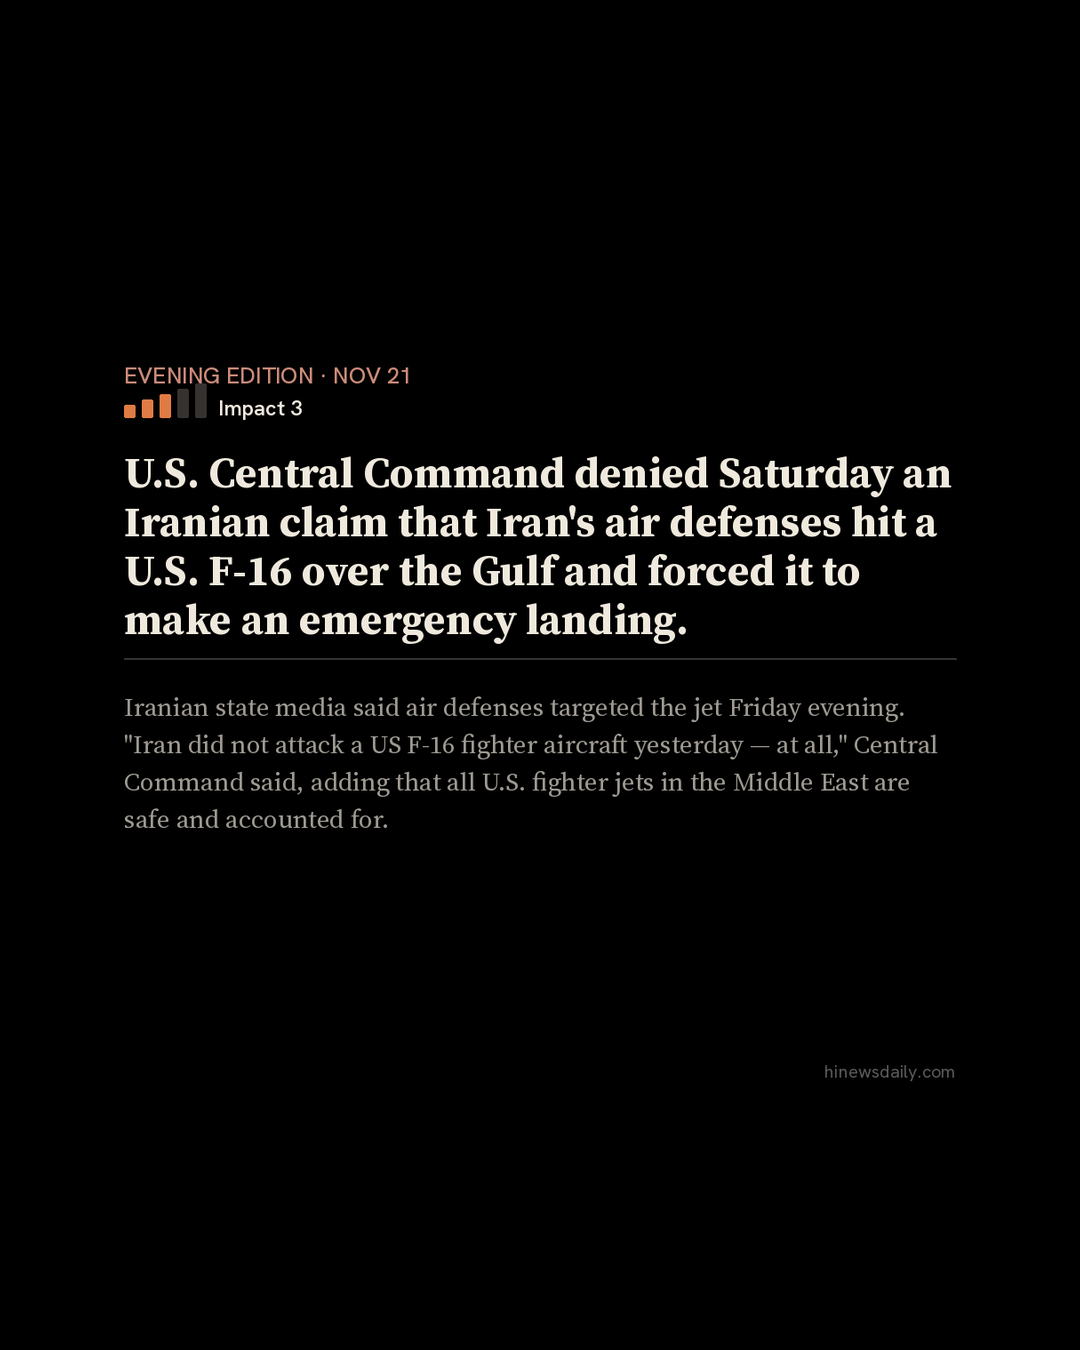 EVENING EDITION · NOV 21
Impact 3
U.S. Central Command denied Saturday an
Iranian claim that Iran's air defenses hit a
U.S. F-16 over the Gulf and forced it to
make an emergency landing.
Iranian state media said air defenses targeted the jet Friday evening.
"Iran did not attack a US F-16 fighter aircraft yesterday — at all," Central
Command said, adding that all U.S. fighter jets in the Middle East are
safe and accounted for.
hinewsdaily.com